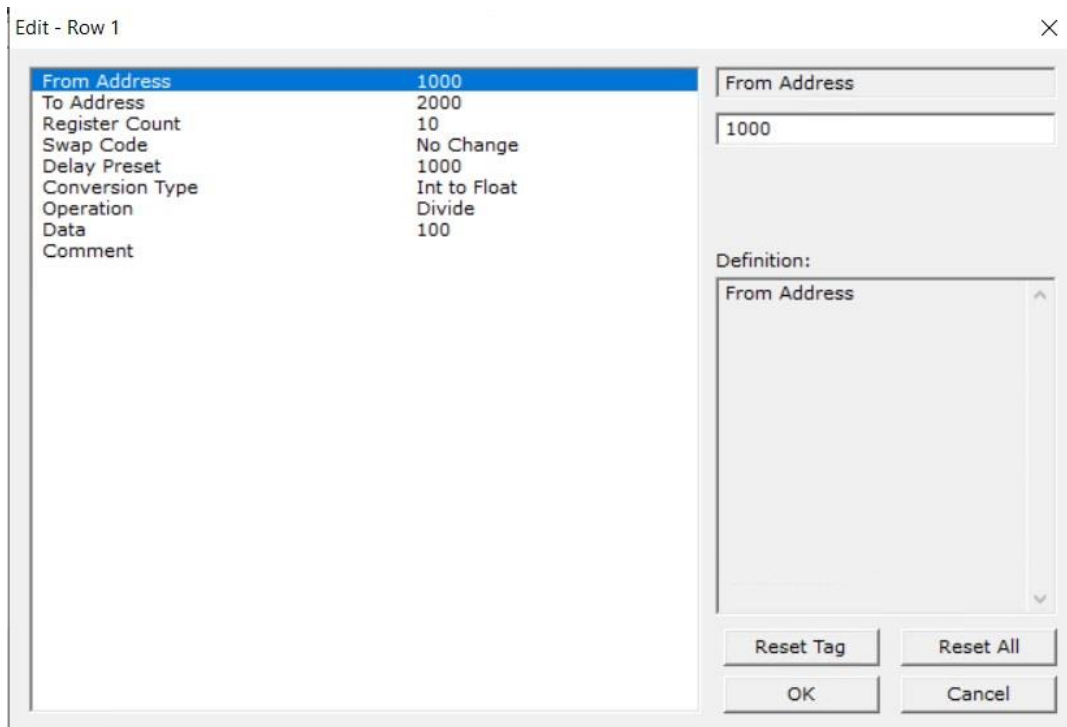 Edit - Row 1
From Address 1000
To Address 2000
Register Count 10
Swap Code No Change
Delay Preset 1000
Conversion Type Int to Float
Operation Divide
Data 100
Comment
From Address
1000
Definition:
From Address
Reset Tag Reset All
OK Cancel